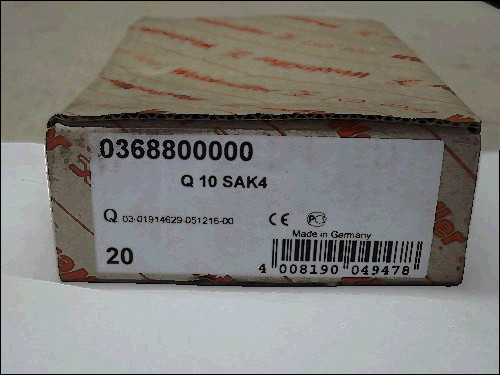 0368800000
Q 10 SAK4
Q 03-01914629-051216-00
CE
Made in Germany
20
4 008190 049478